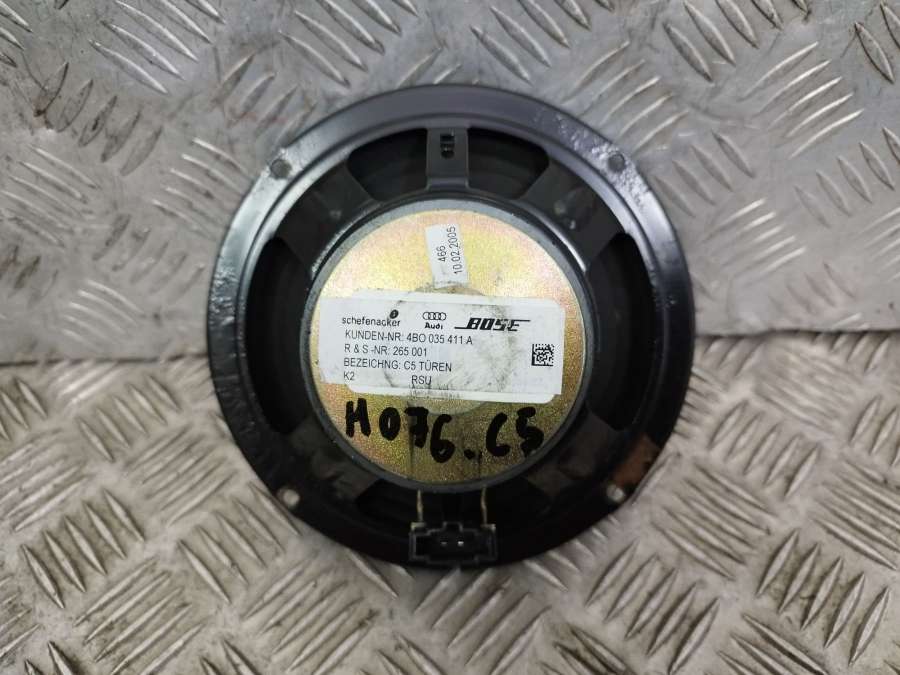 466
10.02.2005
schefenacker Audi BOSE
KUNDEN-NR: 4BO 035 411 A
R & S -NR: 265 001
BEZEICHNG: C5 TÜREN
K2 RSU
H076.C5